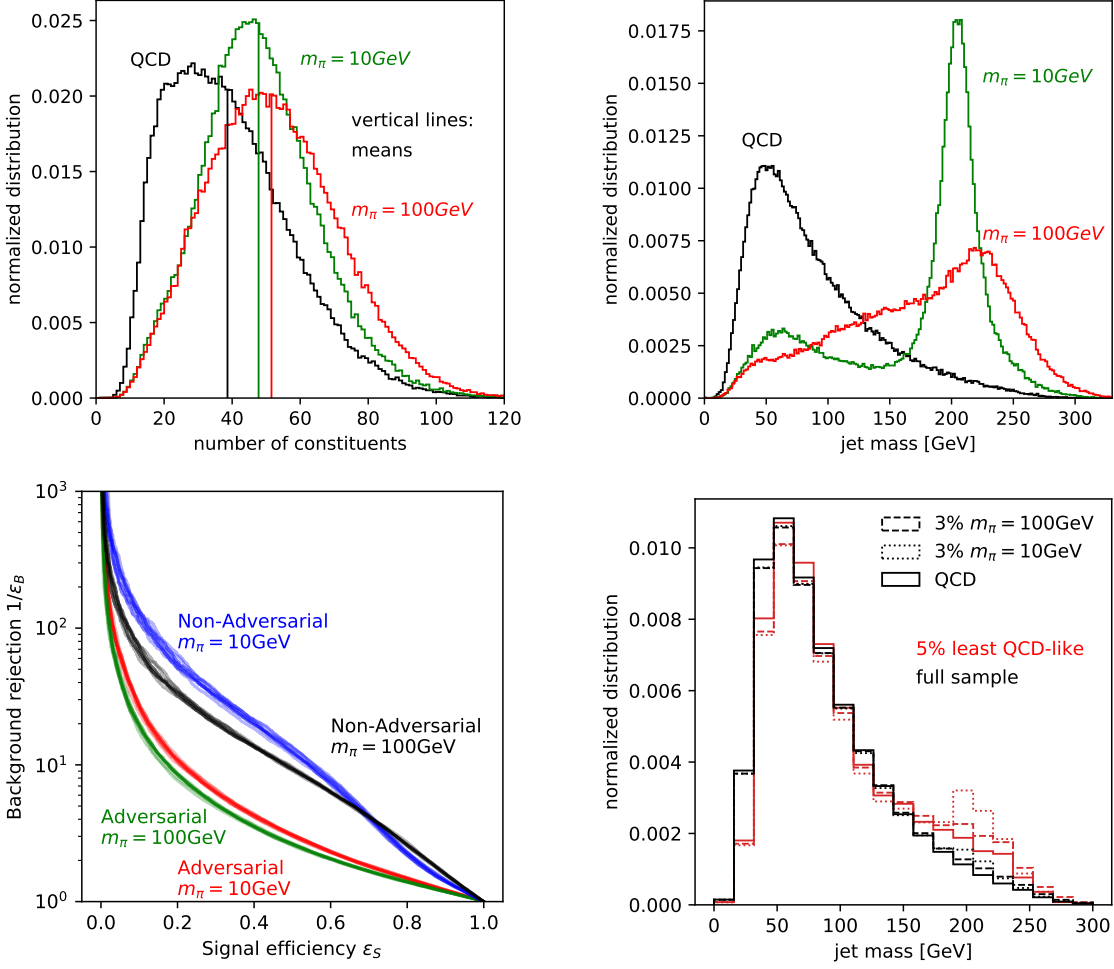 0.025
0.020
0.015
0.010
0.005
0.000
normalized distribution
QCD
m_π = 10GeV
vertical lines:
means
m_π = 100GeV
0 20 40 60 80 100 120
number of constituents
0.0175
0.0150
0.0125
0.0100
0.0075
0.0050
0.0025
0.0000
normalized distribution
m_π = 10GeV
QCD
m_π = 100GeV
0 50 100 150 200 250 300
jet mass [GeV]
10³
10²
10¹
10⁰
Background rejection 1/ε_B
Non-Adversarial
m_π = 10GeV
Non-Adversarial
m_π = 100GeV
Adversarial
m_π = 100GeV
Adversarial
m_π = 10GeV
0.0 0.2 0.4 0.6 0.8 1.0
Signal efficiency ε_S
0.010
0.008
0.006
0.004
0.002
0.000
normalized distribution
3% m_π = 100GeV
3% m_π = 10GeV
QCD
5% least QCD-like
full sample
0 50 100 150 200 250 300
jet mass [GeV]